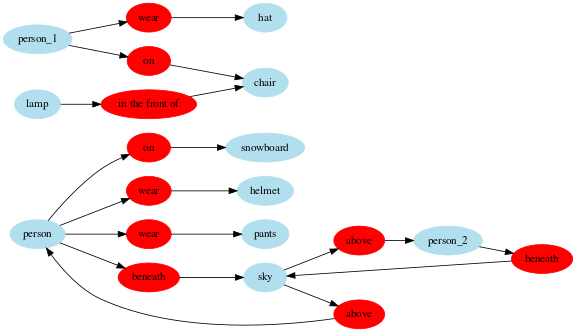 person_1
wear
hat
on
chair
lamp
in the front of
on
snowboard
wear
helmet
person
wear
pants
beneath
sky
above
person_2
beneath
above